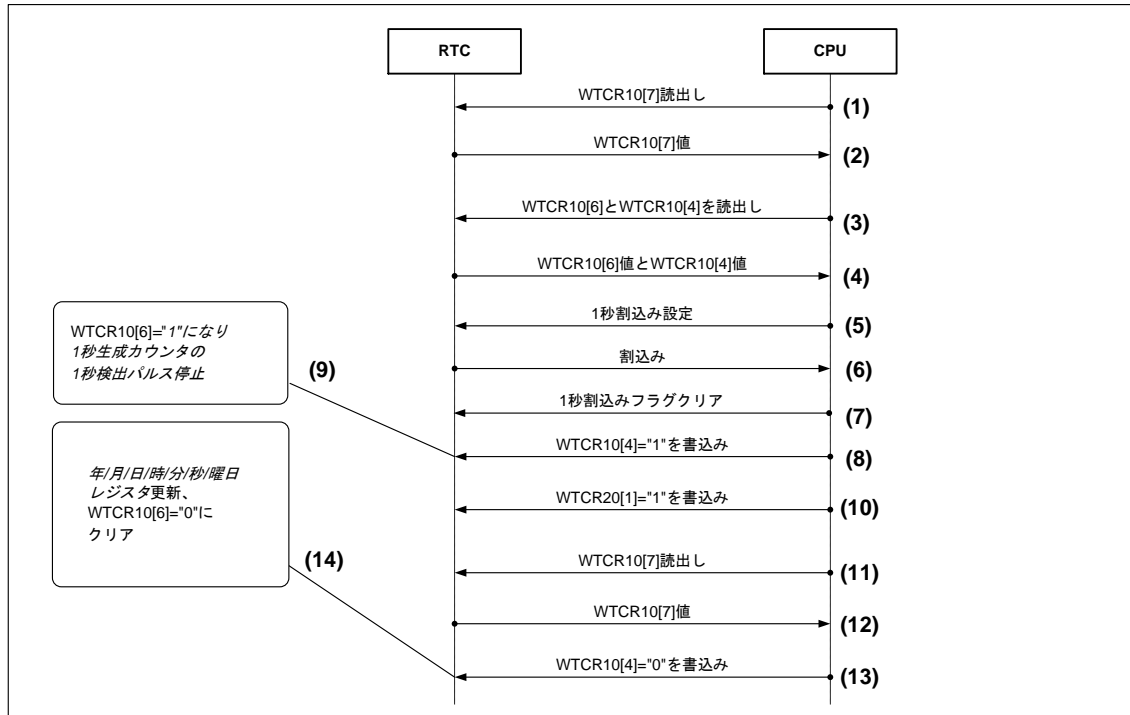 RTC
CPU
WTCR10[7]読出し
(1)
WTCR10[7]値
(2)
WTCR10[6]とWTCR10[4]を読出し
(3)
WTCR10[6]値とWTCR10[4]値
(4)
1秒割込み設定
(5)
割込み
(6)
1秒割込みフラグクリア
(7)
WTCR10[4]="1"を書込み
(8)
WTCR10[6]="1"になり
1秒生成カウンタの
1秒検出パルス停止
(9)
WTCR20[1]="1"を書込み
(10)
WTCR10[7]読出し
(11)
WTCR10[7]値
(12)
WTCR10[4]="0"を書込み
(13)
年/月/日/時/分/秒/曜日
レジスタ更新、
WTCR10[6]="0"に
クリア
(14)